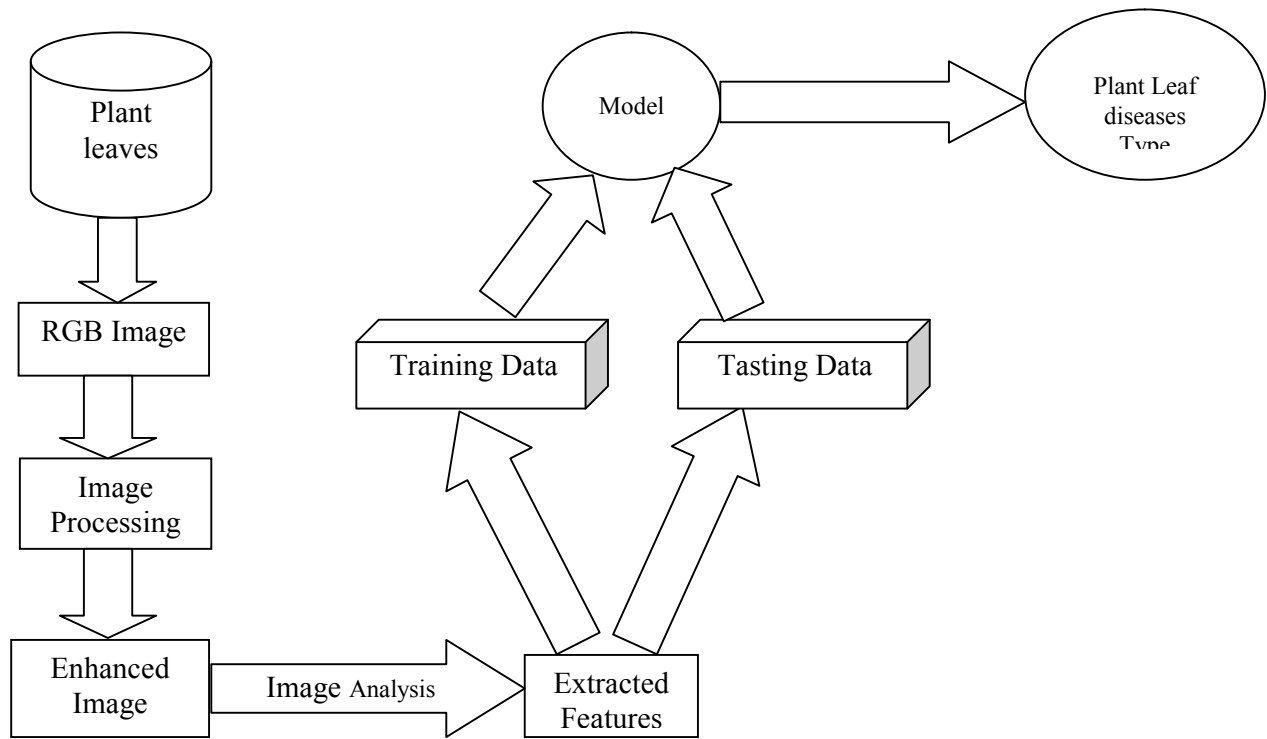 Plant
leaves
RGB Image
Image
Processing
Enhanced
Image
Image Analysis
Extracted
Features
Training Data
Tasting Data
Model
Plant Leaf
diseases
Type